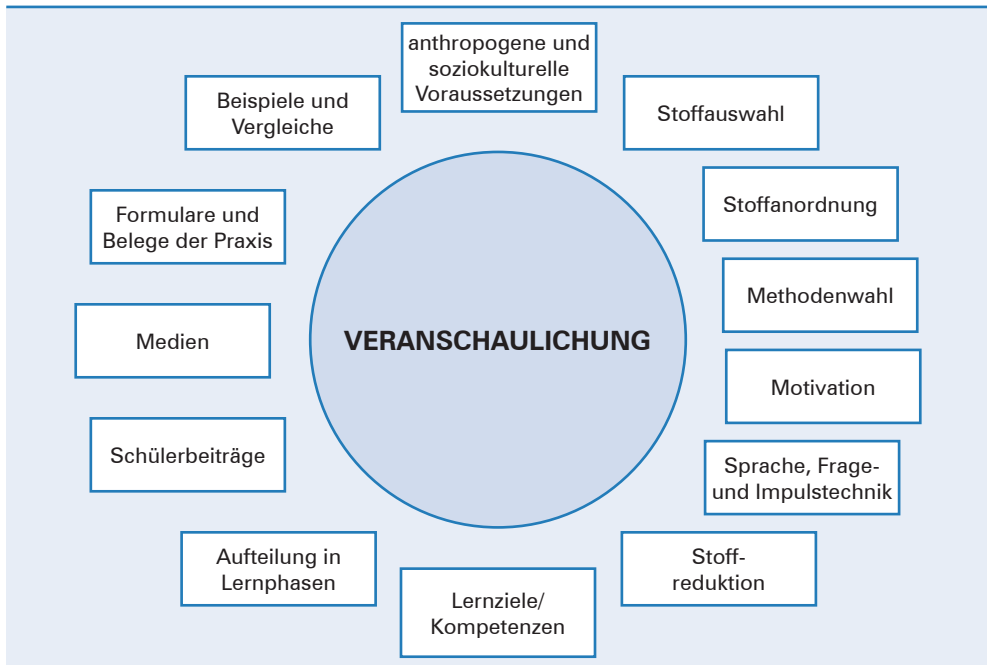 anthropogene und
soziokulturelle
Voraussetzungen
Beispiele und
Vergleiche
Stoffauswahl
Formulare und
Belege der Praxis
Stoffanordnung
Methodenwahl
Medien
VERANSCHAULICHUNG
Motivation
Schülerbeiträge
Sprache, Frage-
und Impulstechnik
Aufteilung in
Lernphasen
Stoff-
reduktion
Lernziele/
Kompetenzen